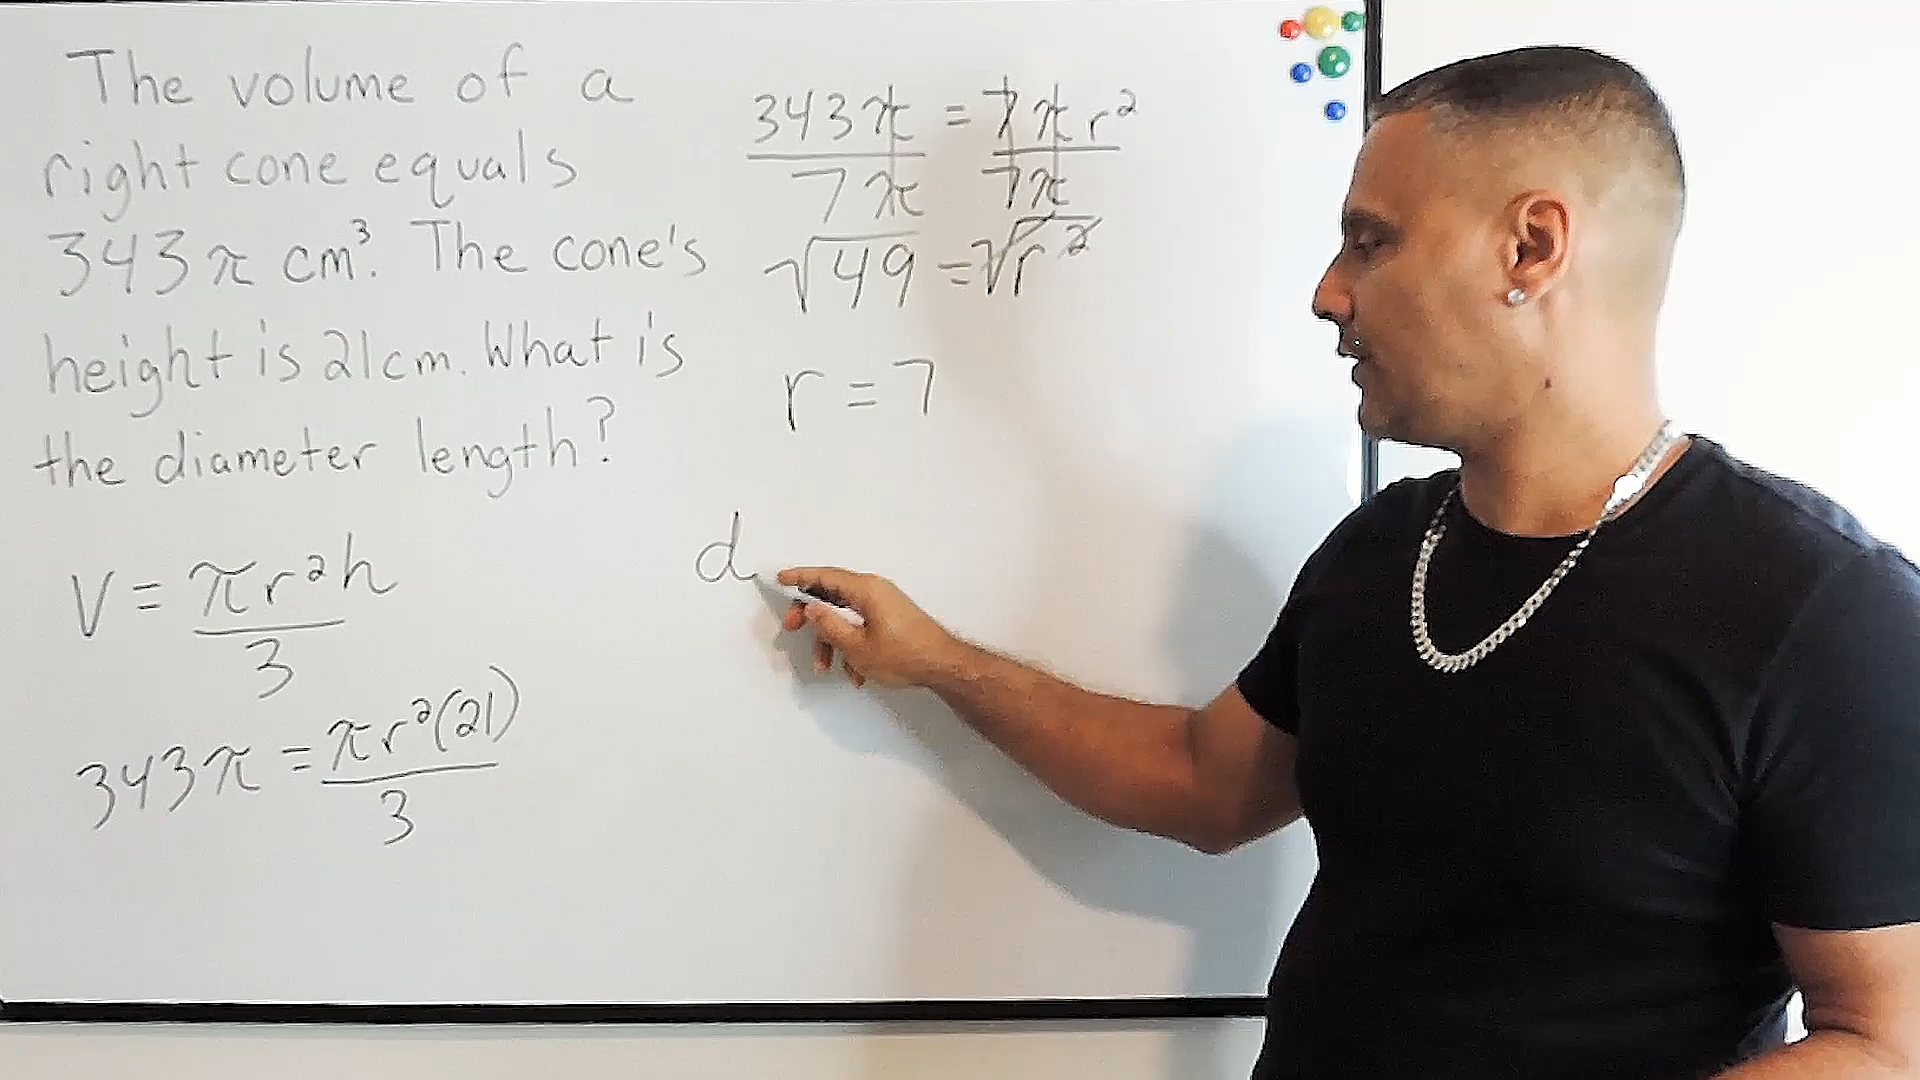 The volume of a
right cone equals
343π cm³. The cone's
height is 21cm. What is
the diameter length?
V = πr²h
3
343π = πr²(21)
3
343π = 7πr²
7π 7π
√49 = √r²
r = 7
d